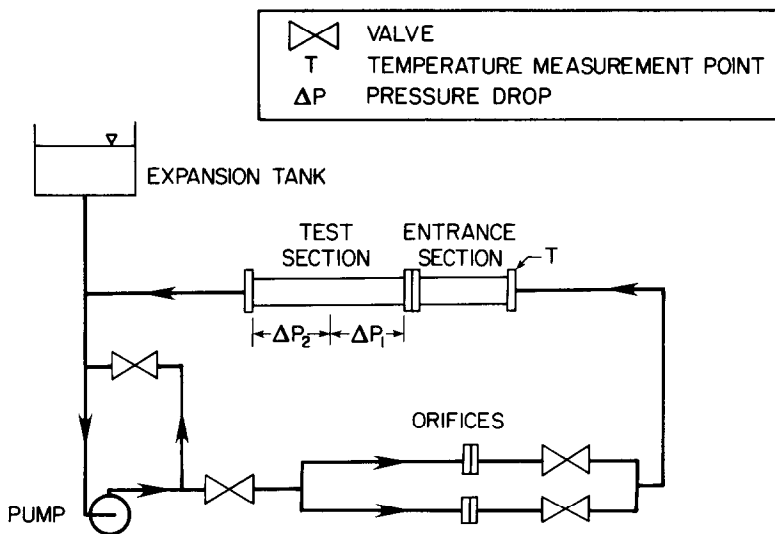 VALVE
T TEMPERATURE MEASUREMENT POINT
ΔP PRESSURE DROP
EXPANSION TANK
TEST
SECTION
ENTRANCE
SECTION
T
ΔP₂
ΔP₁
ORIFICES
PUMP